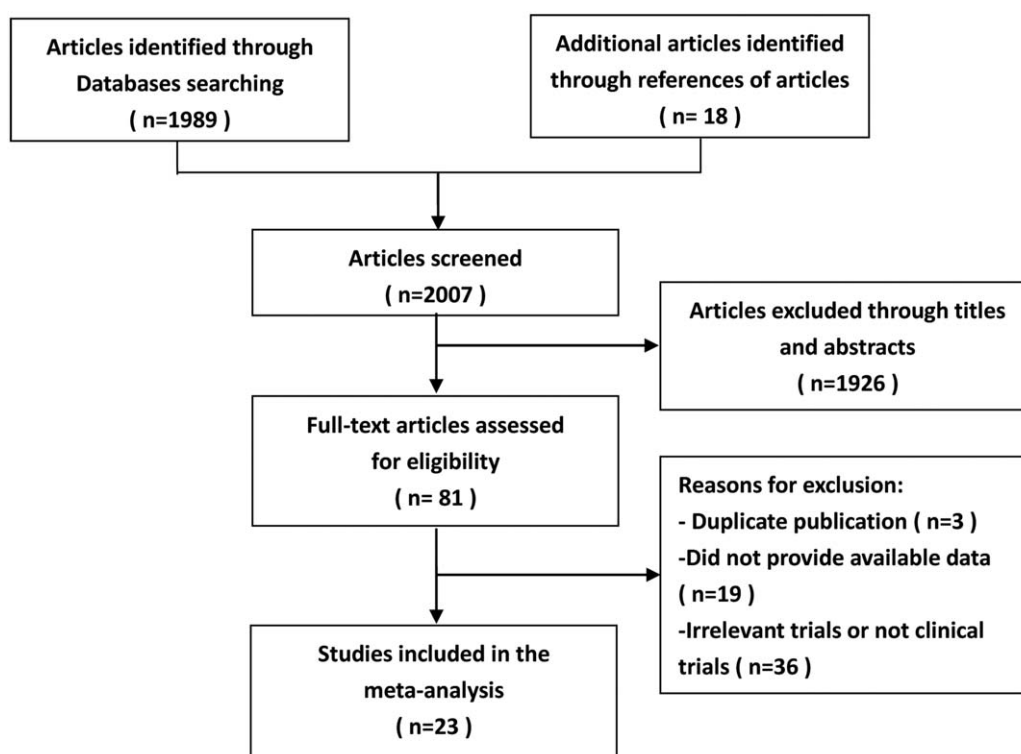 Articles identified through
Databases searching
( n=1989 )
Additional articles identified
through references of articles
( n= 18 )
Articles screened
( n=2007 )
Articles excluded through titles
and abstracts
( n=1926 )
Full-text articles assessed
for eligibility
( n= 81 )
Reasons for exclusion:
- Duplicate publication ( n=3 )
-Did not provide available data
( n=19 )
-Irrelevant trials or not clinical
trials ( n=36 )
Studies included in the
meta-analysis
( n=23 )